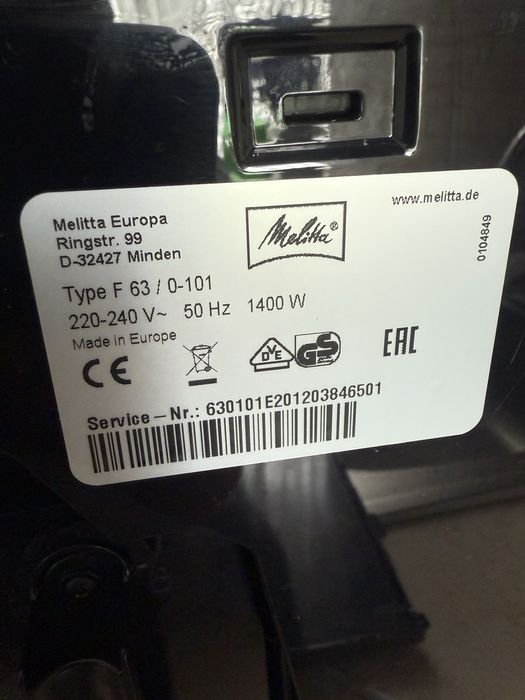 Melitta Europa
Ringstr. 99
D-32427 Minden
Melitta®
www.melitta.de
0104849
Type F 63 / 0-101
220-240 V~ 50 Hz 1400 W
Made in Europe
CE
VDE
GS
EAC
Service-Nr.: 630101E201203846501